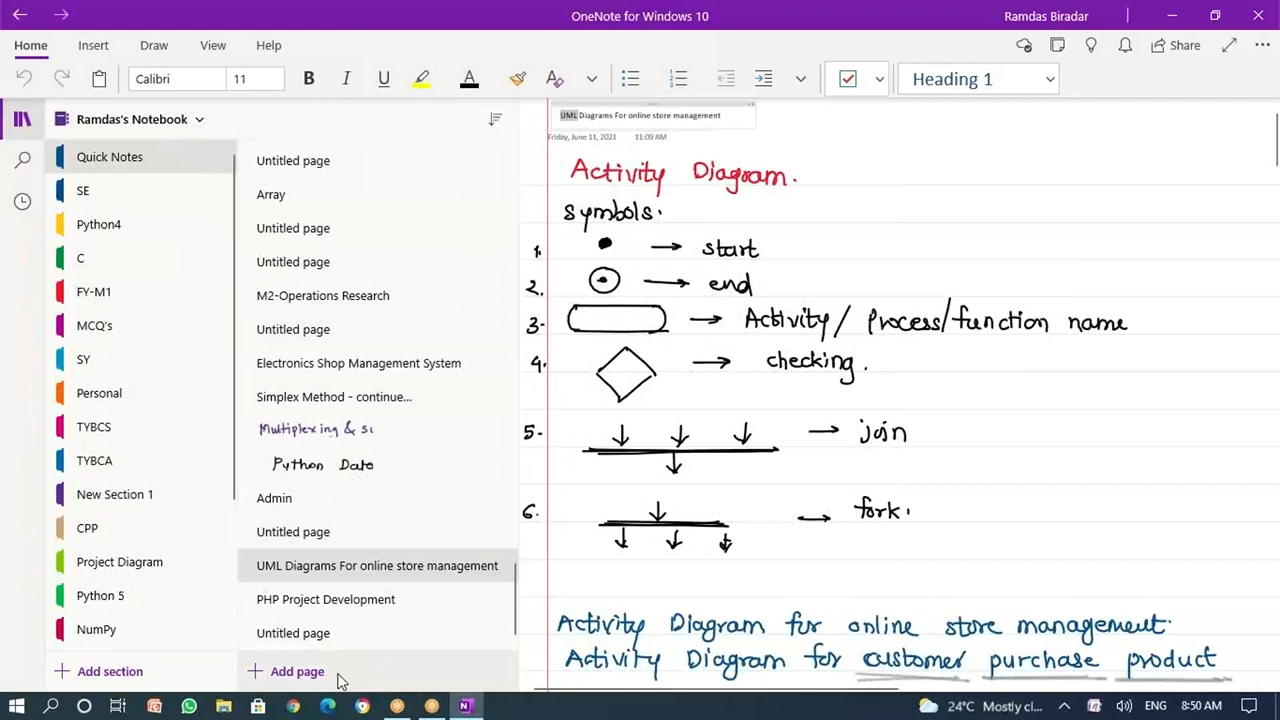 OneNote for Windows 10
Ramdas Biradar
Home
Insert
Draw
View
Help
Share
Calibri
11
B
I
U
A
Heading 1
Ramdas's Notebook
Quick Notes
SE
Python4
C
FY-M1
MCQ's
SY
Personal
TYBCS
TYBCA
New Section 1
CPP
Project Diagram
Python 5
NumPy
Add section
Untitled page
Array
Untitled page
Untitled page
M2-Operations Research
Untitled page
Electronics Shop Management System
Simplex Method - continue...
Multiplexing & si
Python Date
Admin
Untitled page
UML Diagrams For online store management
PHP Project Development
Untitled page
Add page
UML Diagrams For online store management
Friday, June 11, 2021 11:09 AM
Activity Diagram.
Symbols:
1. → start
2. → end
3. → Activity/ Process/function name
4. → checking.
5. → join
6. → fork.
Activity Diagram for online store management.
Activity Diagram for customer purchase product
24°C Mostly cl...
ENG
8:50 AM